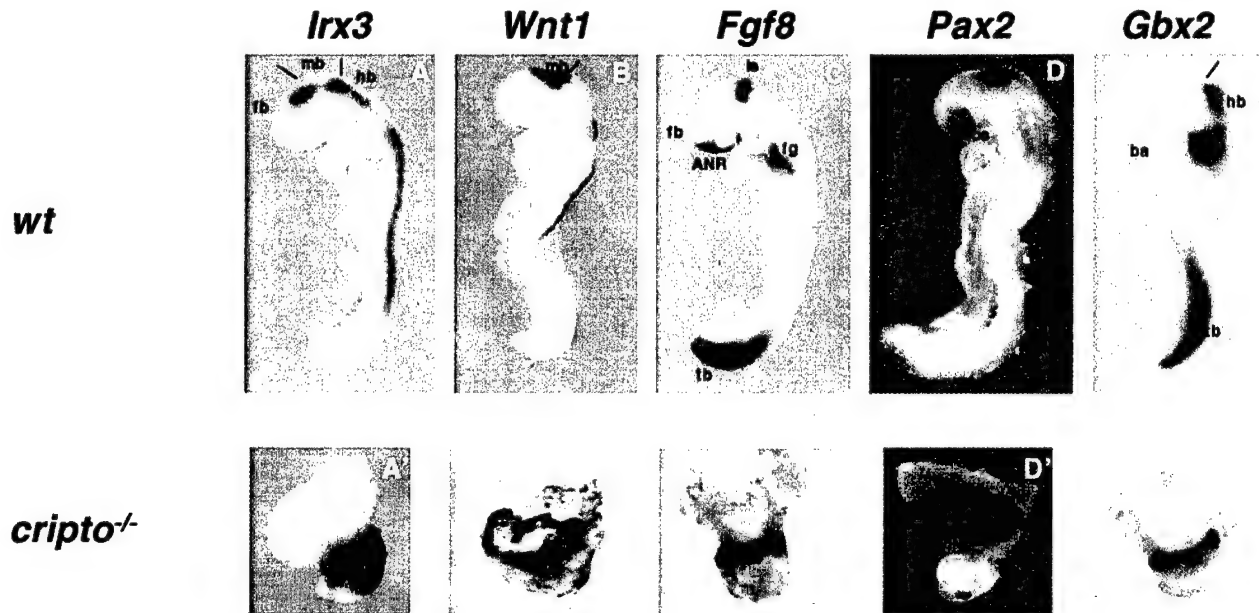 Irx3 Wnt1 Fgf8 Pax2 Gbx2
wt
A
mb
hb
fb
B
mb
C
is
fb
ANR
fg
tb
D
hb
ba
tb
cripto-/-
A'
D'